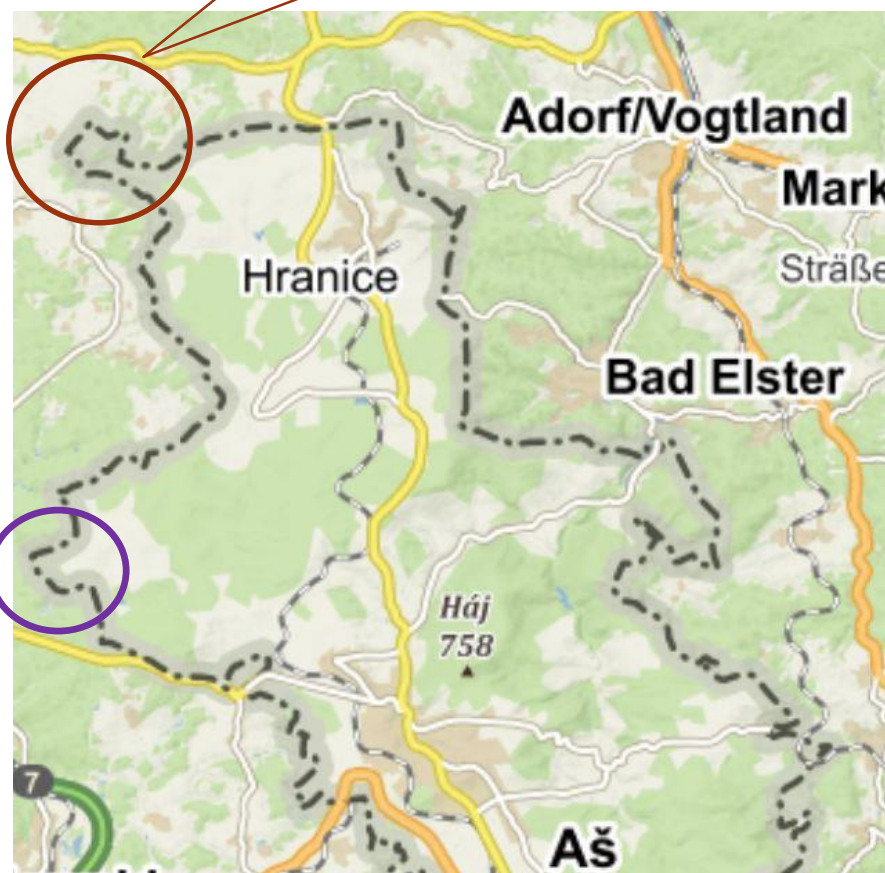 Adorf/Vogtland
Mark
Hranice
Sträße
Bad Elster
Háj
758
7
Aš